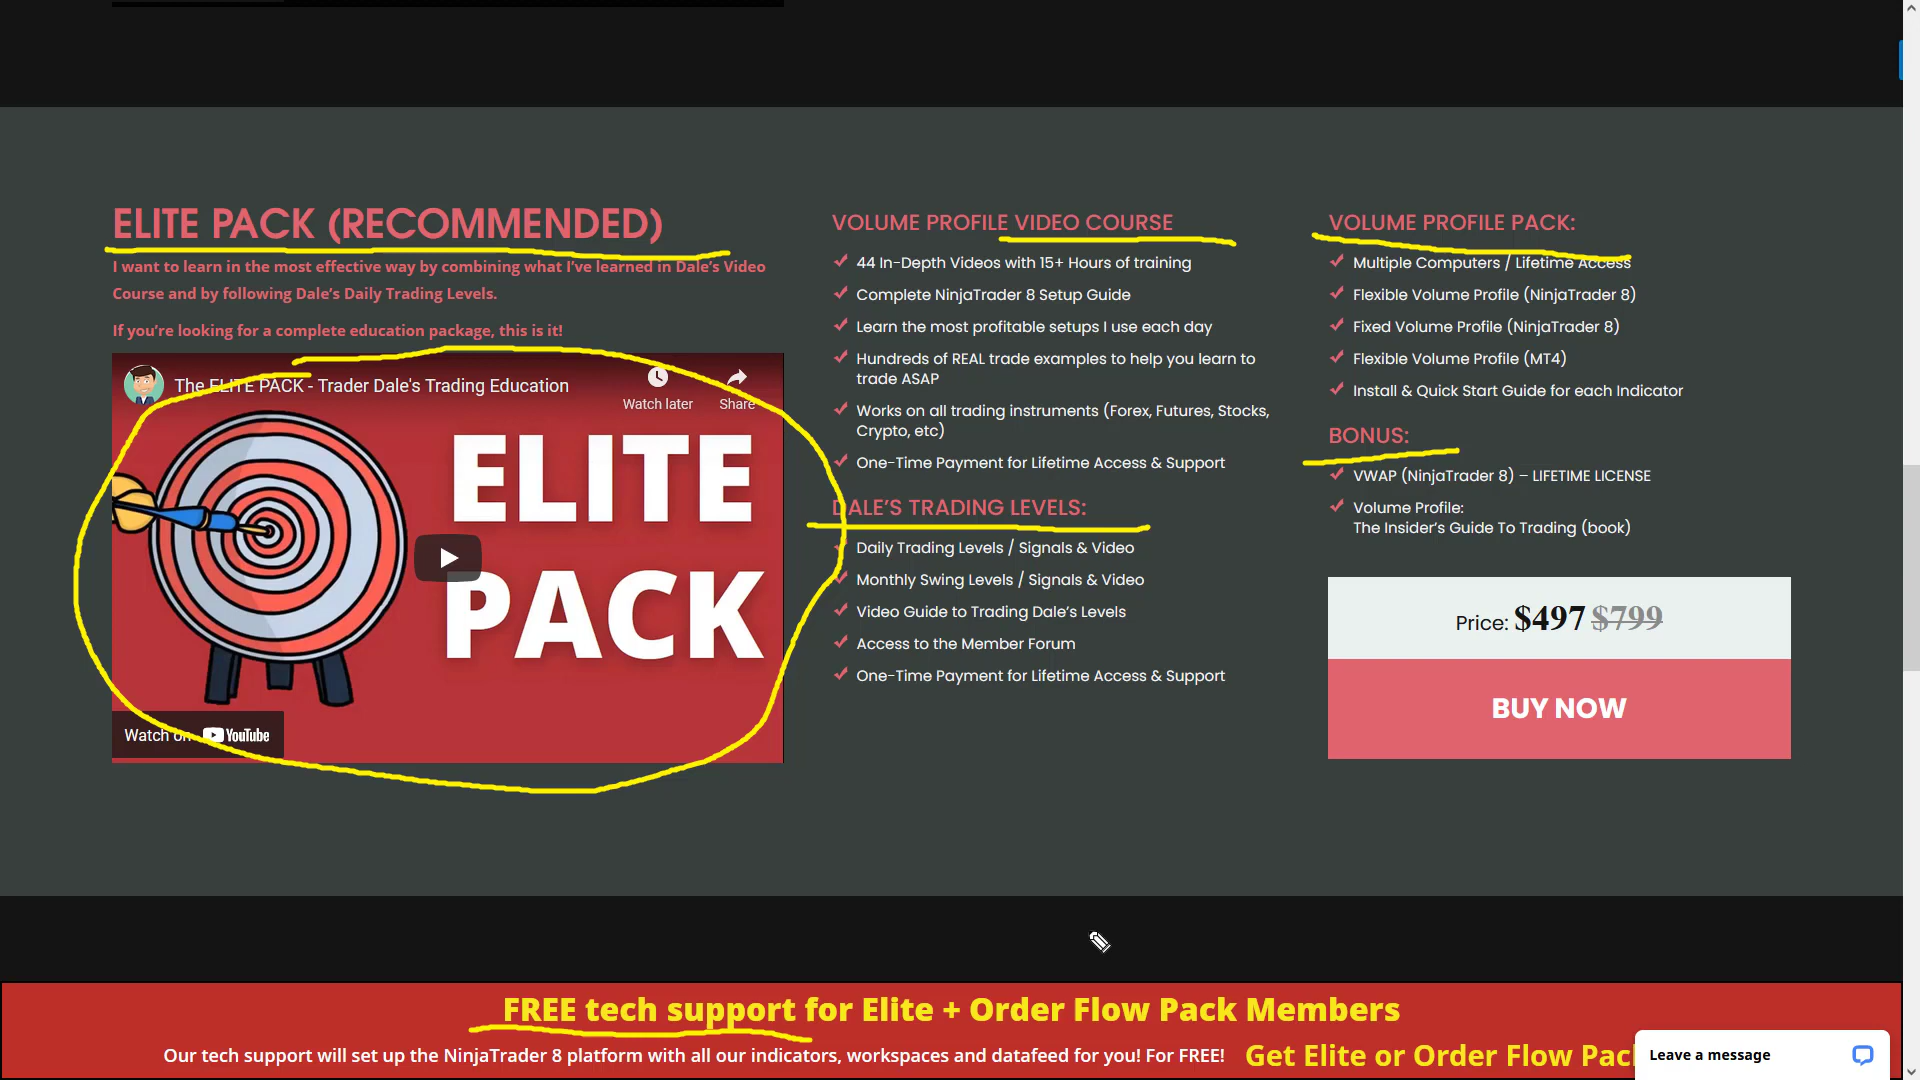 ELITE PACK (RECOMMENDED)
I want to learn in the most effective way by combining what I've learned in Dale's Video
Course and by following Dale's Daily Trading Levels.
If you're looking for a complete education package, this is it!
The ELITE PACK - Trader Dale's Trading Education
Watch later
Share
ELITE
PACK
Watch on YouTube
VOLUME PROFILE VIDEO COURSE
44 In-Depth Videos with 15+ Hours of training
Complete NinjaTrader 8 Setup Guide
Learn the most profitable setups I use each day
Hundreds of REAL trade examples to help you learn to
trade ASAP
Works on all trading instruments (Forex, Futures, Stocks,
Crypto, etc)
One-Time Payment for Lifetime Access & Support
DALE'S TRADING LEVELS:
Daily Trading Levels / Signals & Video
Monthly Swing Levels / Signals & Video
Video Guide to Trading Dale's Levels
Access to the Member Forum
One-Time Payment for Lifetime Access & Support
VOLUME PROFILE PACK:
Multiple Computers / Lifetime Access
Flexible Volume Profile (NinjaTrader 8)
Fixed Volume Profile (NinjaTrader 8)
Flexible Volume Profile (MT4)
Install & Quick Start Guide for each Indicator
BONUS:
VWAP (NinjaTrader 8) – LIFETIME LICENSE
Volume Profile:
The Insider's Guide To Trading (book)
Price: $497 $799
BUY NOW
FREE tech support for Elite + Order Flow Pack Members
Our tech support will set up the NinjaTrader 8 platform with all our indicators, workspaces and datafeed for you! For FREE!
Get Elite or Order Flow Pac
Leave a message